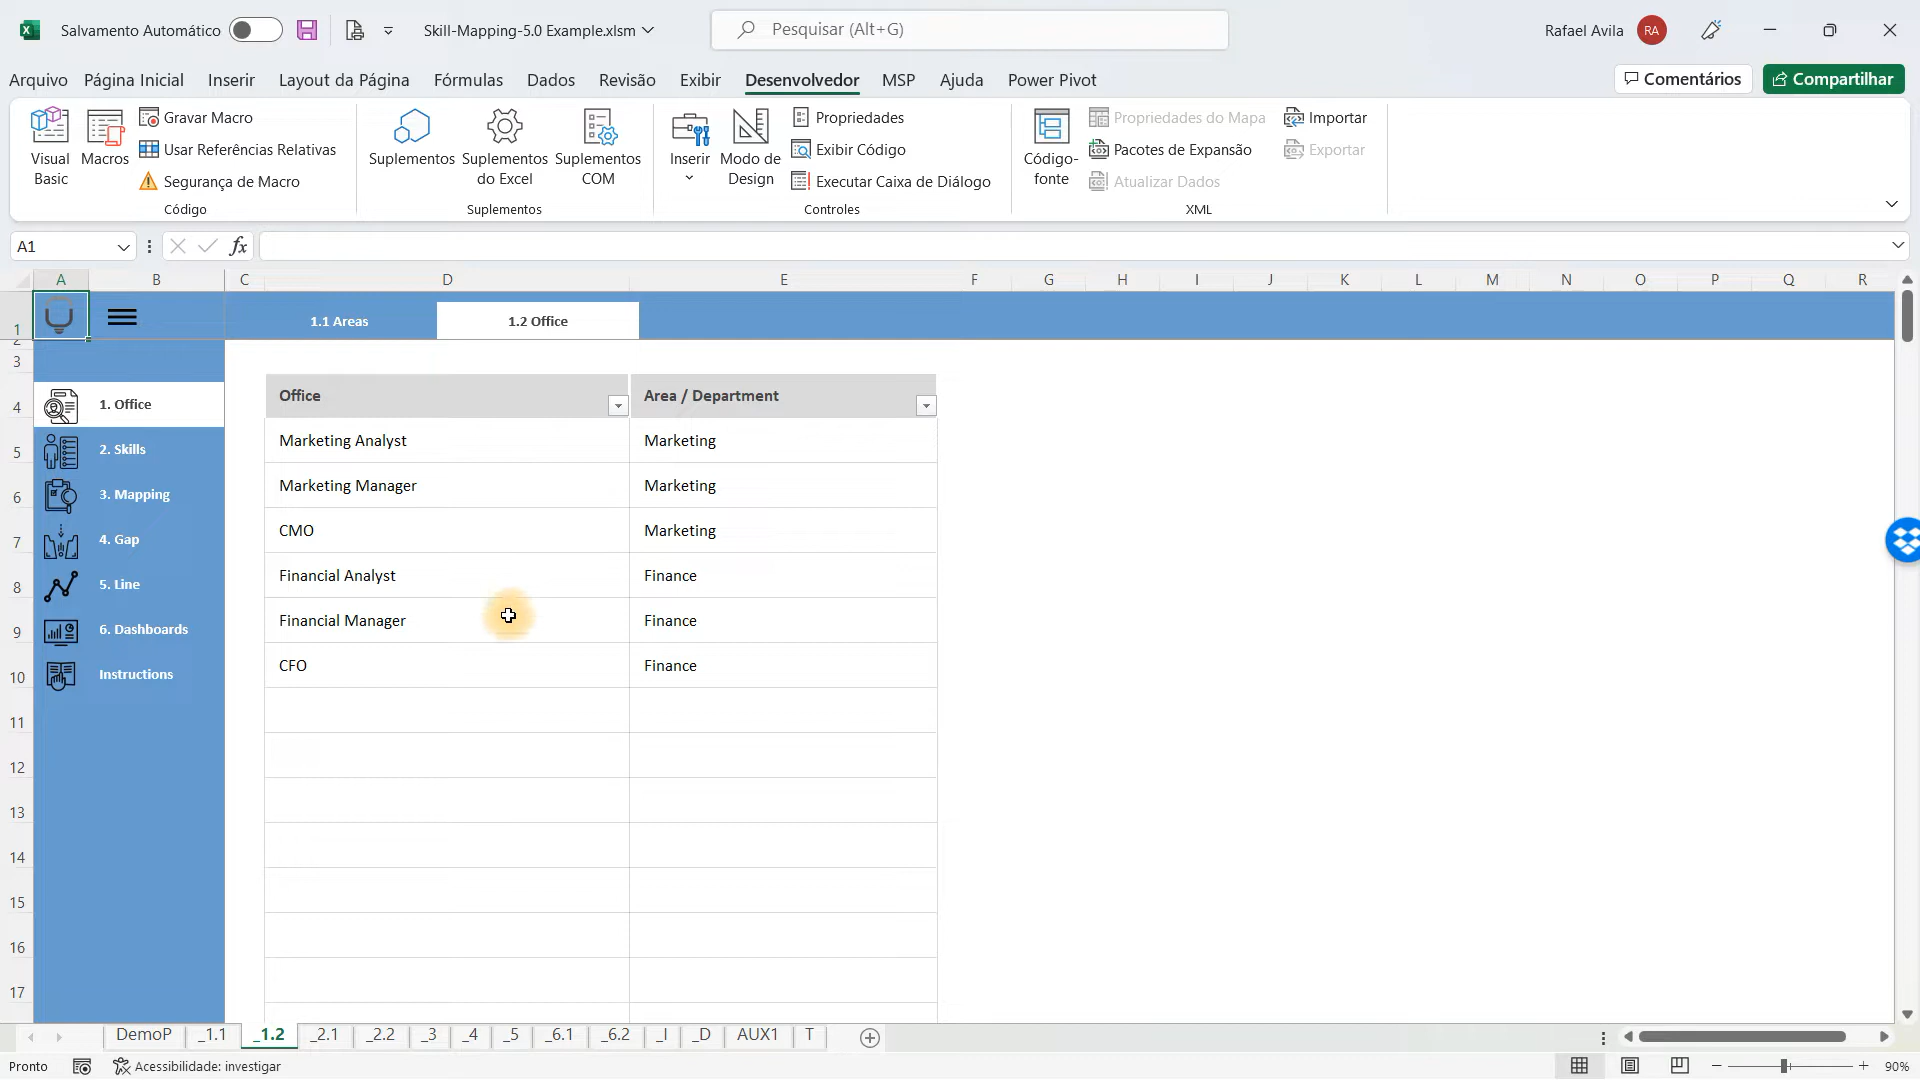 Salvamento Automático
Skill-Mapping-5.0 Example.xlsm
Pesquisar (Alt+G)
Rafael Avila
RA
Arquivo
Página Inicial
Inserir
Layout da Página
Fórmulas
Dados
Revisão
Exibir
Desenvolvedor
MSP
Ajuda
Power Pivot
Comentários
Compartilhar
Visual
Basic
Macros
Gravar Macro
Usar Referências Relativas
Segurança de Macro
Código
Suplementos
Suplementos
do Excel
Suplementos
COM
Suplementos
Inserir
Modo de
Design
Propriedades
Exibir Código
Executar Caixa de Diálogo
Controles
Código-
fonte
Propriedades do Mapa
Pacotes de Expansão
Atualizar Dados
Importar
Exportar
XML
A1
fx
A B C D E F G H I J K L M N O P Q R
1
2
3
4
5
6
7
8
9
10
11
12
13
14
15
16
17
1.1 Areas
1.2 Office
1. Office
2. Skills
3. Mapping
4. Gap
5. Line
6. Dashboards
Instructions
Office Area / Department
Marketing Analyst Marketing
Marketing Manager Marketing
CMO Marketing
Financial Analyst Finance
Financial Manager Finance
CFO Finance
DemoP _1.1 _1.2 _2.1 _2.2 _3 _4 _5 _6.1 _6.2 _I _D AUX1 T
Pronto
Acessibilidade: investigar
90%